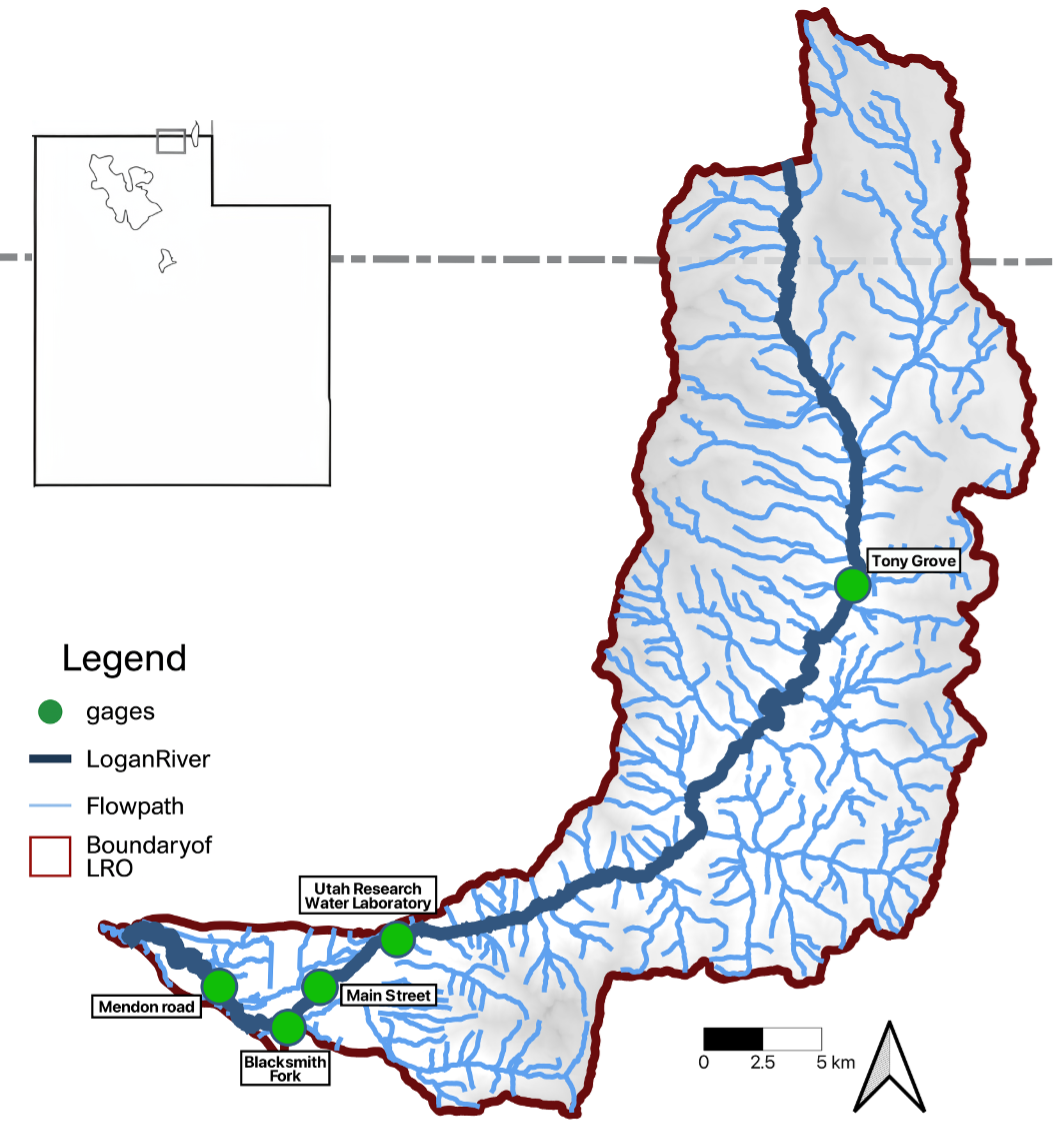 Tony Grove
Legend
gages
LoganRiver
Flowpath
Boundaryof
LRO
Utah Research
Water Laboratory
Main Street
Mendon road
Blacksmith
Fork
0 2.5 5 km